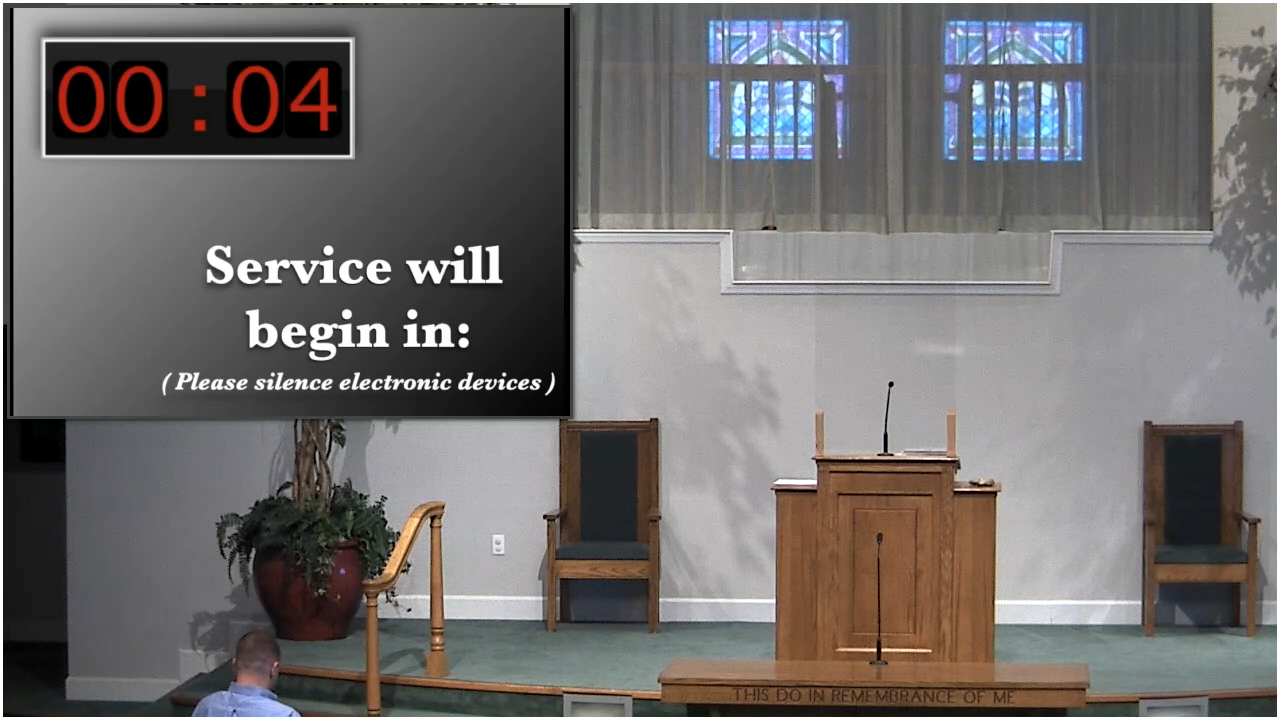 00:04
Service will
begin in:
( Please silence electronic devices )
THIS DO IN REMEMBRANCE OF ME